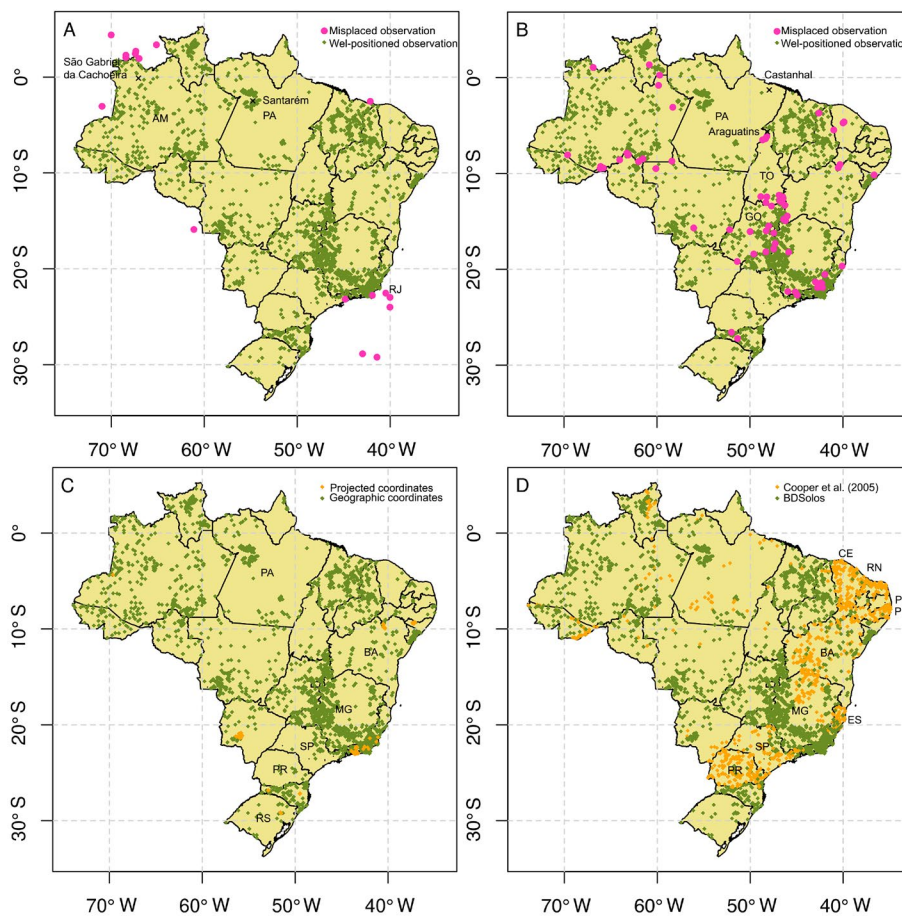 A
Misplaced observation
Wel-positioned observation
São Gabriel
da Cachoeira
AM
Santarém
PA
RJ
0°
10°S
20°S
30°S
70°W
60°W
50°W
40°W
B
Misplaced observation
Wel-positioned observation
Castanhal
PA
Araguatins
TO
GO
0°
10°S
20°S
30°S
70°W
60°W
50°W
40°W
C
Projected coordinates
Geographic coordinates
PA
BA
MG
SP
PR
RS
0°
10°S
20°S
30°S
70°W
60°W
50°W
40°W
D
Cooper et al. (2005)
BDSolos
CE
RN
P
P
BA
MG
ES
SP
PR
0°
10°S
20°S
30°S
70°W
60°W
50°W
40°W